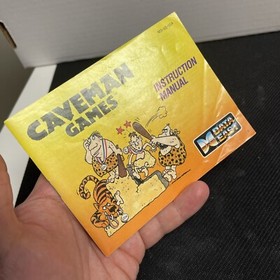 CAVEMAN
GAMES
INSTRUCTION
MANUAL
DATA
EAST